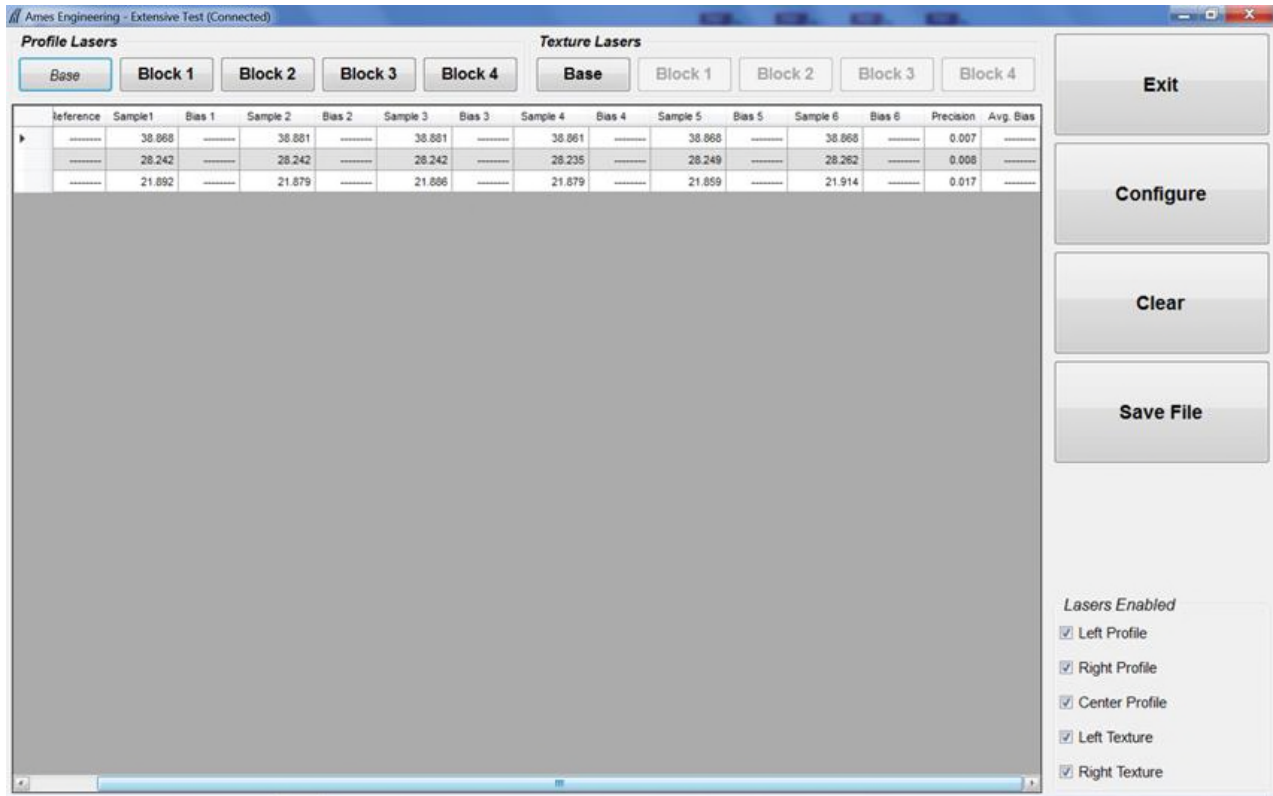 Ames Engineering - Extensive Test (Connected)
Profile Lasers
Texture Lasers
Base Block 1 Block 2 Block 3 Block 4 Base Block 1 Block 2 Block 3 Block 4
Exit
eference Sample1 Bias 1 Sample 2 Bias 2 Sample 3 Bias 3 Sample 4 Bias 4 Sample 5 Bias 5 Sample 6 Bias 6 Precision Avg. Bias
-------- 38.868 -------- 38.881 -------- 38.881 -------- 38.861 -------- 38.868 -------- 38.868 -------- 0.007 --------
-------- 28.242 -------- 28.242 -------- 28.242 -------- 28.235 -------- 28.249 -------- 28.262 -------- 0.008 --------
-------- 21.892 -------- 21.879 -------- 21.886 -------- 21.879 -------- 21.859 -------- 21.914 -------- 0.017 --------
Configure
Clear
Save File
Lasers Enabled
Left Profile
Right Profile
Center Profile
Left Texture
Right Texture